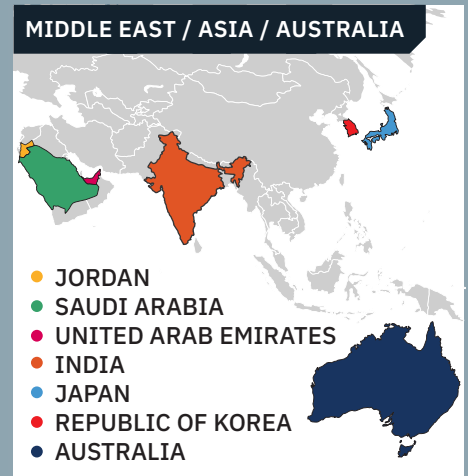 MIDDLE EAST / ASIA / AUSTRALIA
JORDAN
SAUDI ARABIA
UNITED ARAB EMIRATES
INDIA
JAPAN
REPUBLIC OF KOREA
AUSTRALIA